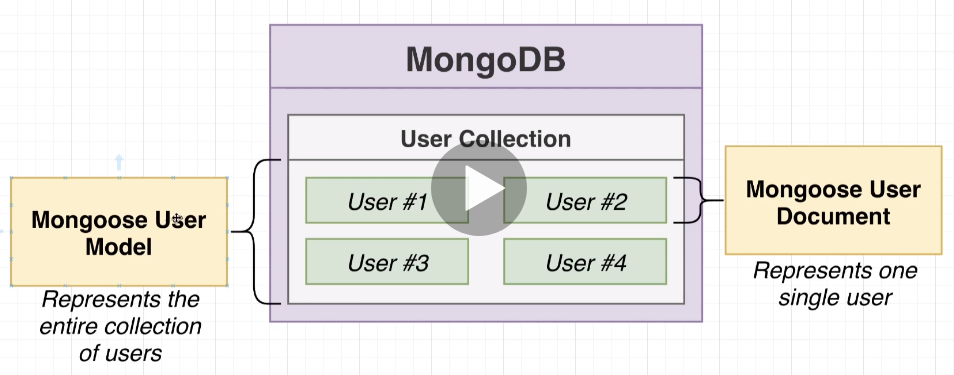 MongoDB
User Collection
User #1
User #2
User #3
User #4
Mongoose User
Model
Represents the
entire collection
of users
Mongoose User
Document
Represents one
single user